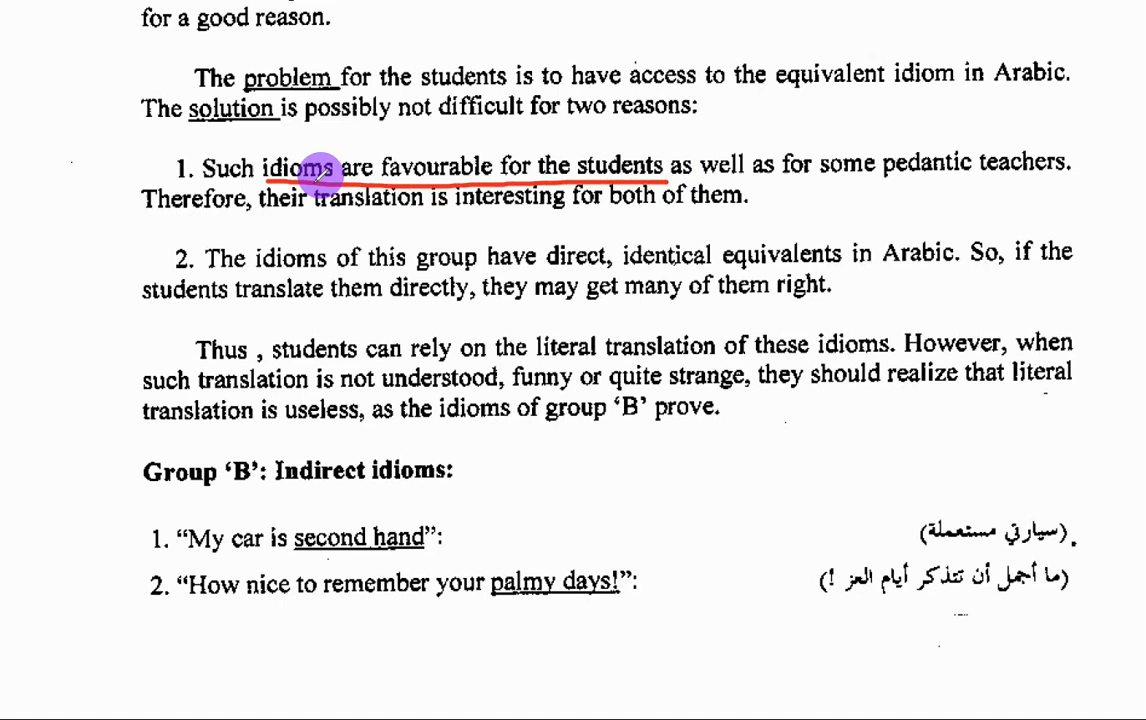 for a good reason.
The problem for the students is to have access to the equivalent idiom in Arabic.
The solution is possibly not difficult for two reasons:
1. Such idioms are favourable for the students as well as for some pedantic teachers.
Therefore, their translation is interesting for both of them.
2. The idioms of this group have direct, identical equivalents in Arabic. So, if the
students translate them directly, they may get many of them right.
Thus , students can rely on the literal translation of these idioms. However, when
such translation is not understood, funny or quite strange, they should realize that literal
translation is useless, as the idioms of group ‘B’ prove.
Group ‘B’: Indirect idioms:
1. “My car is second hand”: (سيارتي مستعملة).
2. “How nice to remember your palmy days!”: (ما أجمل أن تتذكر أيام العز !)